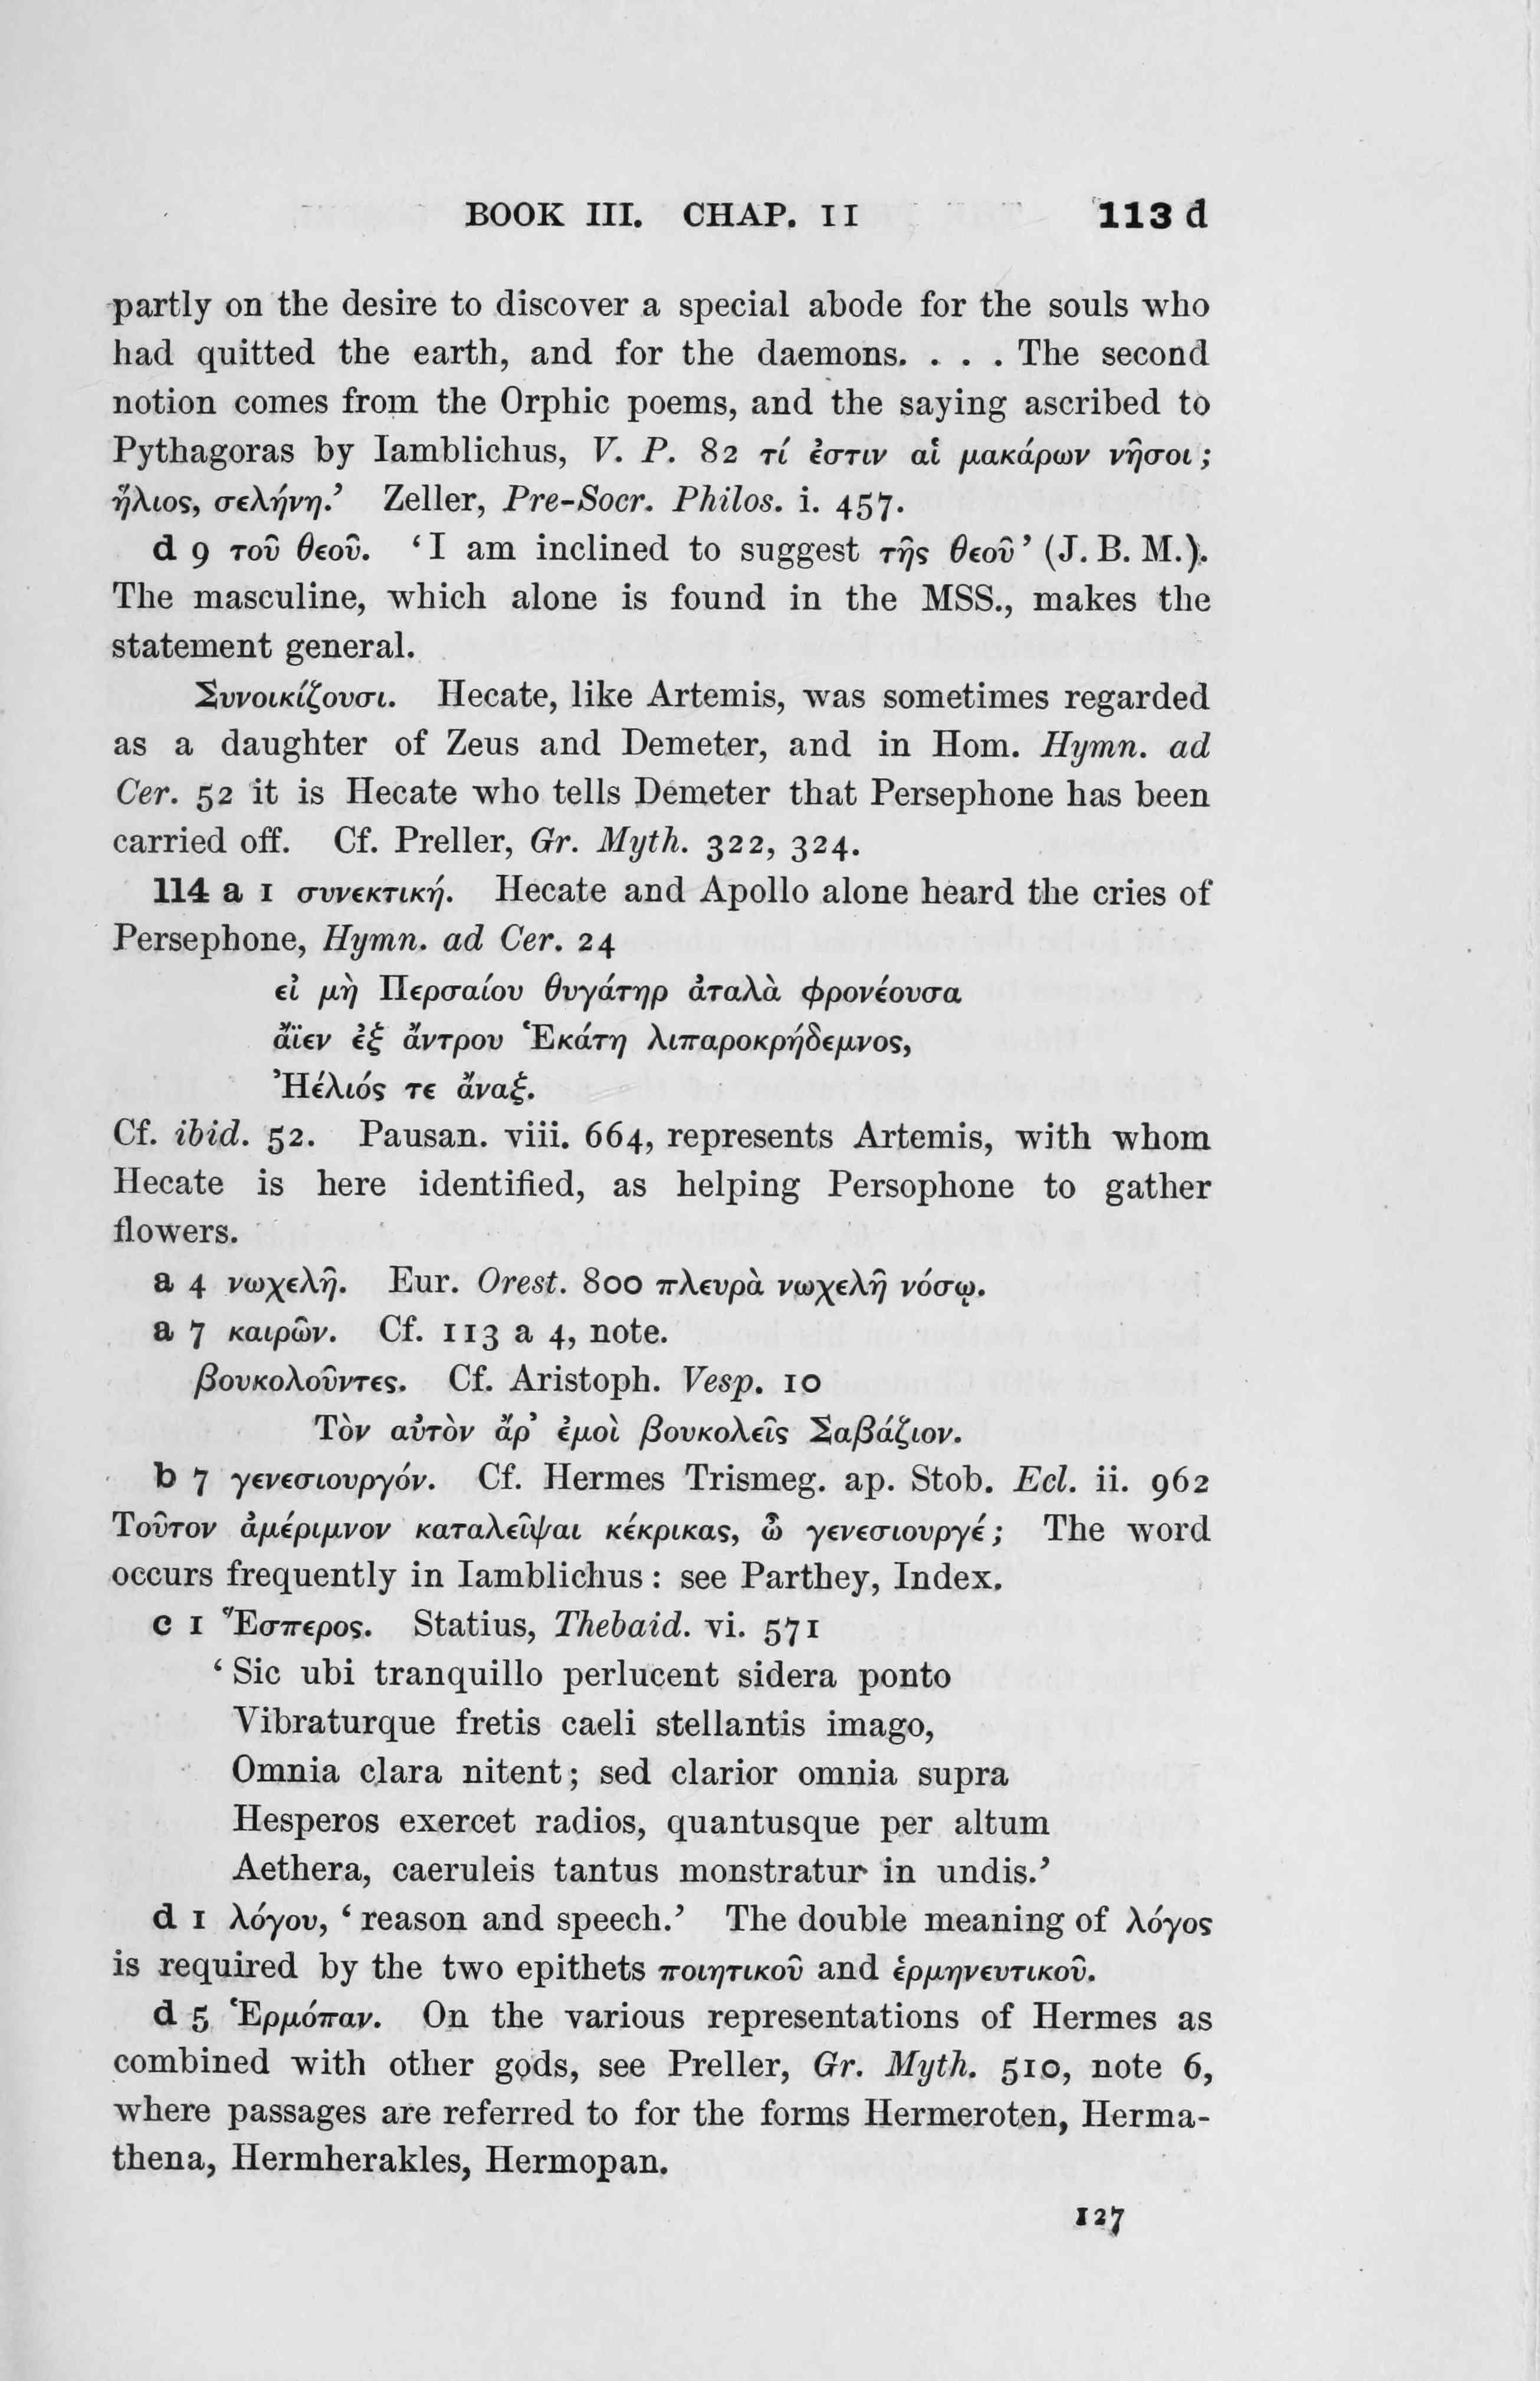 BOOK III. CHAP. 11 113 d
partly on the desire to discover a special abode for the souls who
had quitted the earth, and for the daemons. . . . The second
notion comes from the Orphic poems, and the saying ascribed to
Pythagoras by Iamblichus, V. P. 82 τί ἐστιν αἱ μακάρων νῆσοι;
ἥλιος, σελήνη.’ Zeller, Pre-Socr. Philos. i. 457.
d 9 τοῦ θεοῦ. ‘I am inclined to suggest τῆς θεοῦ’ (J. B. M.).
The masculine, which alone is found in the MSS., makes the
statement general.
Συνοικίζουσι. Hecate, like Artemis, was sometimes regarded
as a daughter of Zeus and Demeter, and in Hom. Hymn. ad
Cer. 52 it is Hecate who tells Demeter that Persephone has been
carried off. Cf. Preller, Gr. Myth. 322, 324.
114 a 1 συνεκτική. Hecate and Apollo alone heard the cries of
Persephone, Hymn. ad Cer. 24
εἰ μὴ Περσαίου θυγάτηρ ἀταλὰ φρονέουσα
ἄϊεν ἐξ ἄντρου Ἑκάτη λιπαροκρήδεμνος,
Ἠέλιός τε ἄναξ.
Cf. ibid. 52. Pausan. viii. 664, represents Artemis, with whom
Hecate is here identified, as helping Persophone to gather
flowers.
a 4 νωχελῆ. Eur. Orest. 800 πλευρὰ νωχελῆ νόσῳ.
a 7 καιρῶν. Cf. 113 a 4, note.
βουκολοῦντες. Cf. Aristoph. Vesp. 10
Τὸν αὐτὸν ἄρ’ ἐμοὶ βουκολεῖς Σαβάζιον.
b 7 γενεσιουργόν. Cf. Hermes Trismeg. ap. Stob. Ecl. ii. 962
Τοῦτον ἀμέριμνον καταλεῖψαι κέκρικας, ὦ γενεσιουργέ; The word
occurs frequently in Iamblichus: see Parthey, Index.
c 1 Ἕσπερος. Statius, Thebaid. vi. 571
‘Sic ubi tranquillo perlucent sidera ponto
Vibraturque fretis caeli stellantis imago,
Omnia clara nitent; sed clarior omnia supra
Hesperos exercet radios, quantusque per altum
Aethera, caeruleis tantus monstratur in undis.’
d 1 λόγου, ‘reason and speech.’ The double meaning of λόγος
is required by the two epithets ποιητικοῦ and ἑρμηνευτικοῦ.
d 5 Ἑρμόπαν. On the various representations of Hermes as
combined with other gods, see Preller, Gr. Myth. 510, note 6,
where passages are referred to for the forms Hermeroten, Herma-
thena, Hermherakles, Hermopan.
127